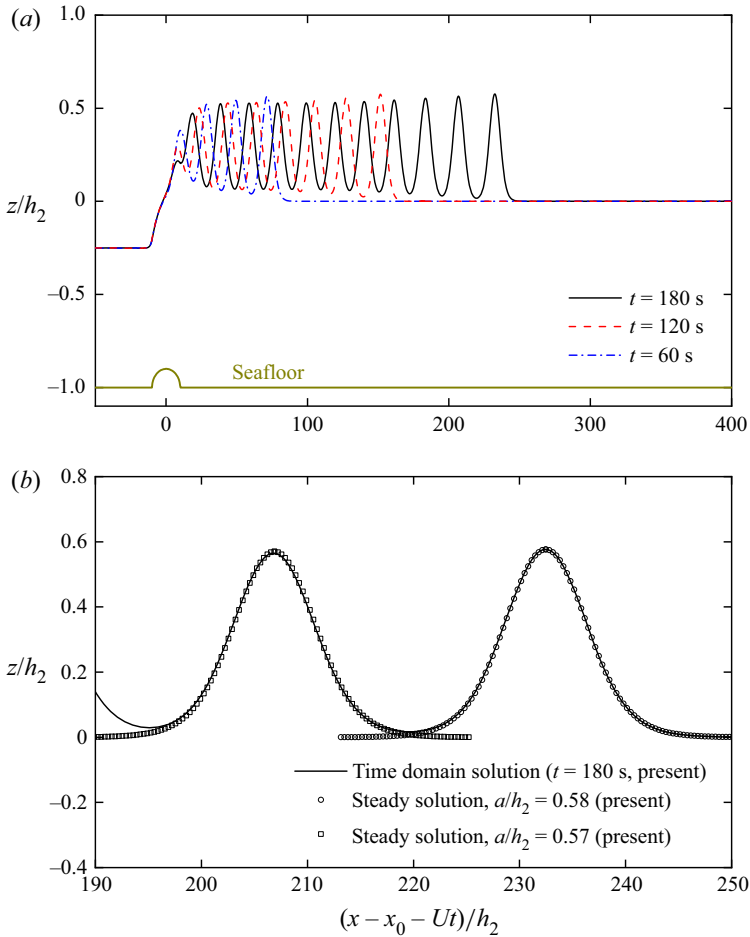 (a)
1.0
0.5
z/h2
0
–0.5
–1.0
t = 180 s
t = 120 s
t = 60 s
Seafloor
0
100
200
300
400
(b)
0.8
0.6
0.4
z/h2
0.2
0
–0.2
–0.4
Time domain solution (t = 180 s, present)
Steady solution, a/h2 = 0.58 (present)
Steady solution, a/h2 = 0.57 (present)
190
200
210
220
230
240
250
(x – x0 – Ut)/h2